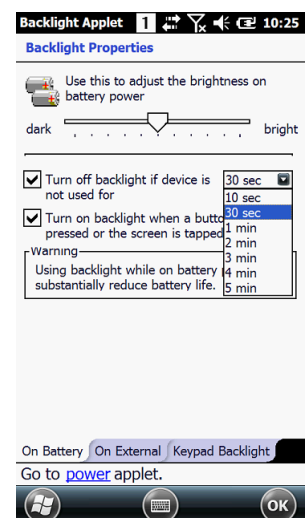 Backlight Applet 1 10:25
Backlight Properties
Use this to adjust the brightness on
battery power
dark bright
Turn off backlight if device is 30 sec
not used for
10 sec
30 sec
Turn on backlight when a butto
1 min
pressed or the screen is tapped
2 min
Warning
3 min
Using backlight while on battery
4 min
substantially reduce battery life.
5 min
On Battery On External Keypad Backlight
Go to power applet.
OK